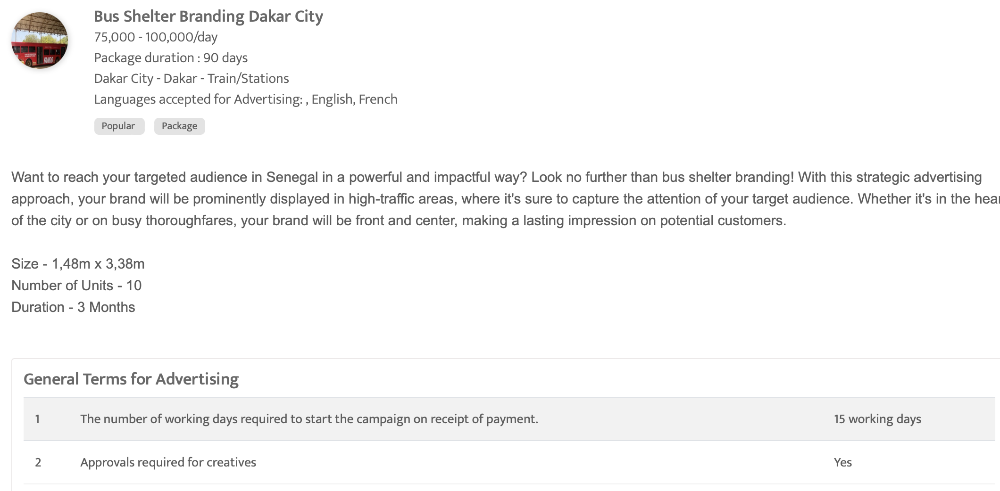 Bus Shelter Branding Dakar City
75,000 - 100,000/day
Package duration : 90 days
Dakar City - Dakar - Train/Stations
Languages accepted for Advertising: , English, French
YANGO
Popular
Package
Want to reach your targeted audience in Senegal in a powerful and impactful way? Look no further than bus shelter branding! With this strategic advertising
approach, your brand will be prominently displayed in high-traffic areas, where it's sure to capture the attention of your target audience. Whether it's in the
of the city or on busy thoroughfares, your brand will be front and center, making a lasting impression on potential customers.
Size - 1,48m x 3,38m
Number of Units - 10
Duration - 3 Months
General Terms for Advertising
1 The number of working days required to start the campaign on receipt of payment. 15 working days
2 Approvals required for creatives Yes